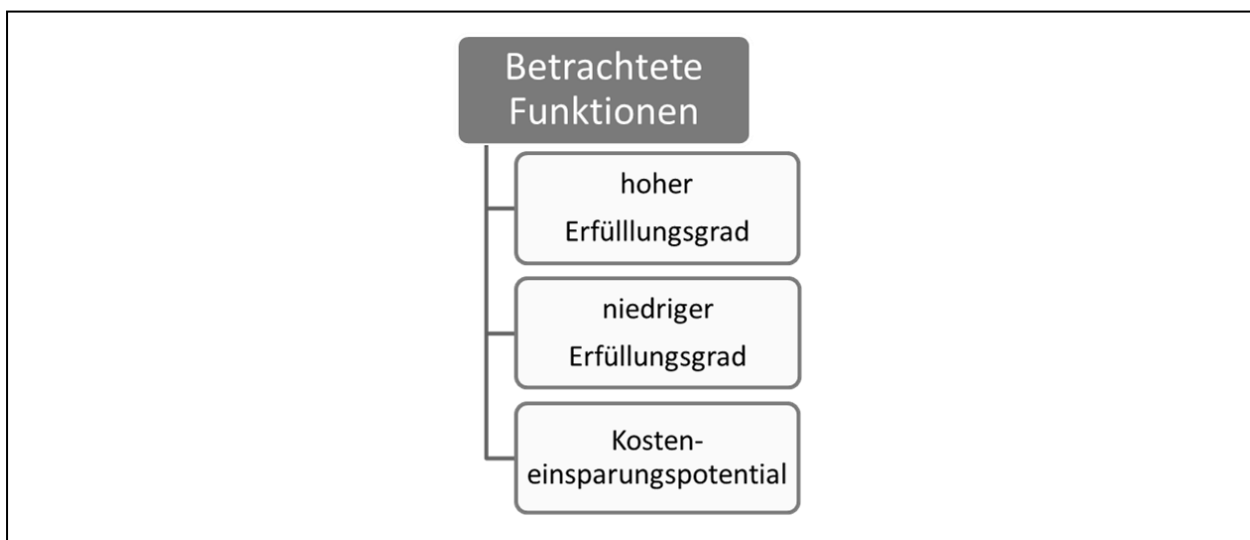 Betrachtete
Funktionen
hoher
Erfülllungsgrad
niedriger
Erfüllungsgrad
Kosten-
einsparungspotential